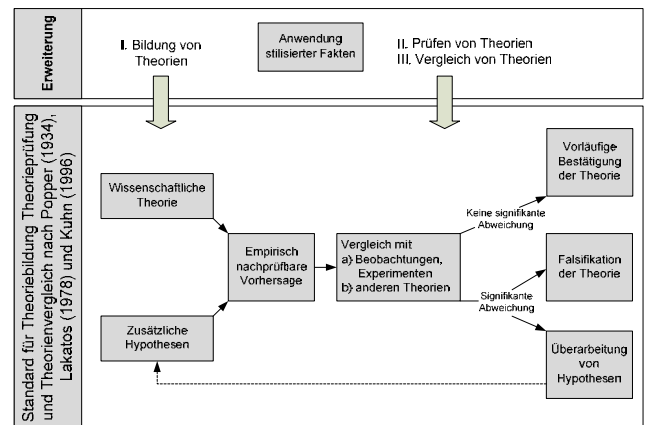 Erweiterung
I. Bildung von
Theorien
Anwendung
stilisierter Fakten
II. Prüfen von Theorien
III. Vergleich von Theorien
Standard für Theoriebildung Theorieprüfung
und Theorienvergleich nach Popper (1934),
Lakatos (1978) und Kuhn (1996)
Wissenschaftliche
Theorie
Zusätzliche
Hypothesen
Empirisch
nachprüfbare
Vorhersage
Vergleich mit
a) Beobachtungen,
Experimenten
b) anderen Theorien
Keine signifikante
Abweichung
Signifikante
Abweichung
Vorläufige
Bestätigung
der Theorie
Falsifikation
der Theorie
Überarbeitung
von
Hypothesen